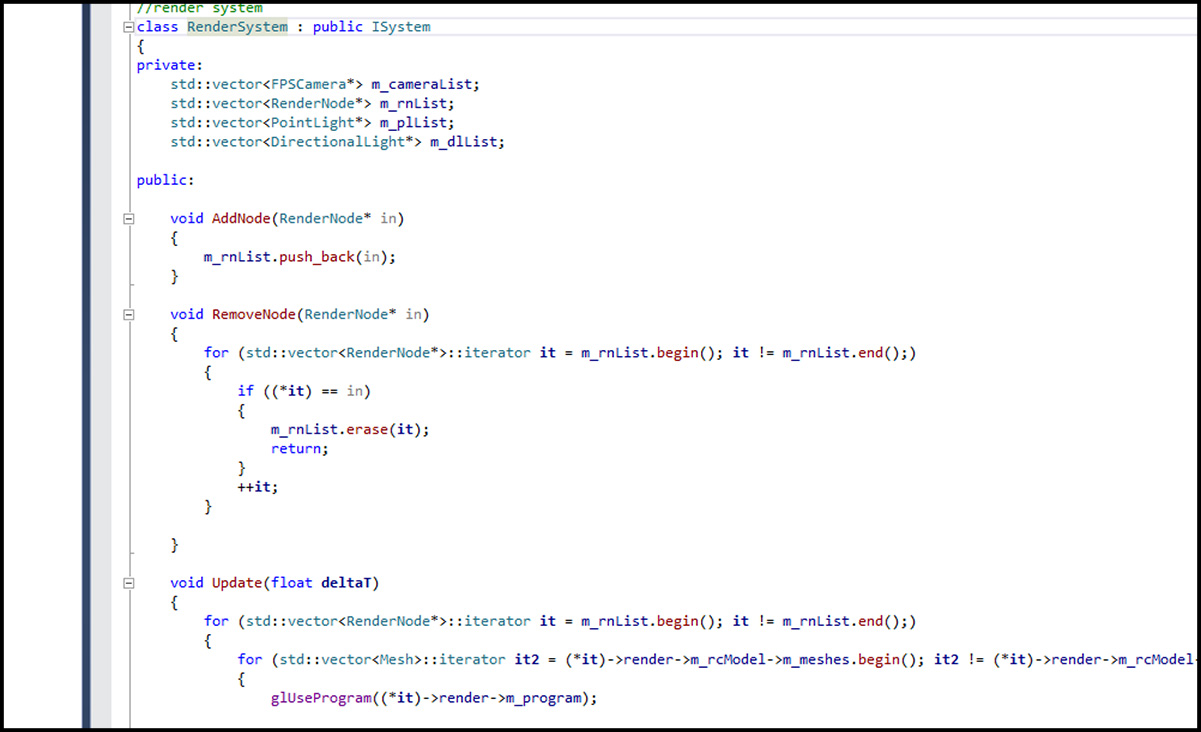 //render system
class RenderSystem : public ISystem
{
private:
    std::vector<FPSCamera*> m_cameraList;
    std::vector<RenderNode*> m_rnList;
    std::vector<PointLight*> m_plList;
    std::vector<DirectionalLight*> m_dlList;

public:

    void AddNode(RenderNode* in)
    {
        m_rnList.push_back(in);
    }

    void RemoveNode(RenderNode* in)
    {
        for (std::vector<RenderNode*>::iterator it = m_rnList.begin(); it != m_rnList.end();)
        {
            if ((*it) == in)
            {
                m_rnList.erase(it);
                return;
            }
            ++it;
        }

    }

    void Update(float deltaT)
    {
        for (std::vector<RenderNode*>::iterator it = m_rnList.begin(); it != m_rnList.end();)
        {
            for (std::vector<Mesh>::iterator it2 = (*it)->render->m_rcModel->m_meshes.begin(); it2 != (*it)->render->m_rcModel-
            {
                glUseProgram((*it)->render->m_program);